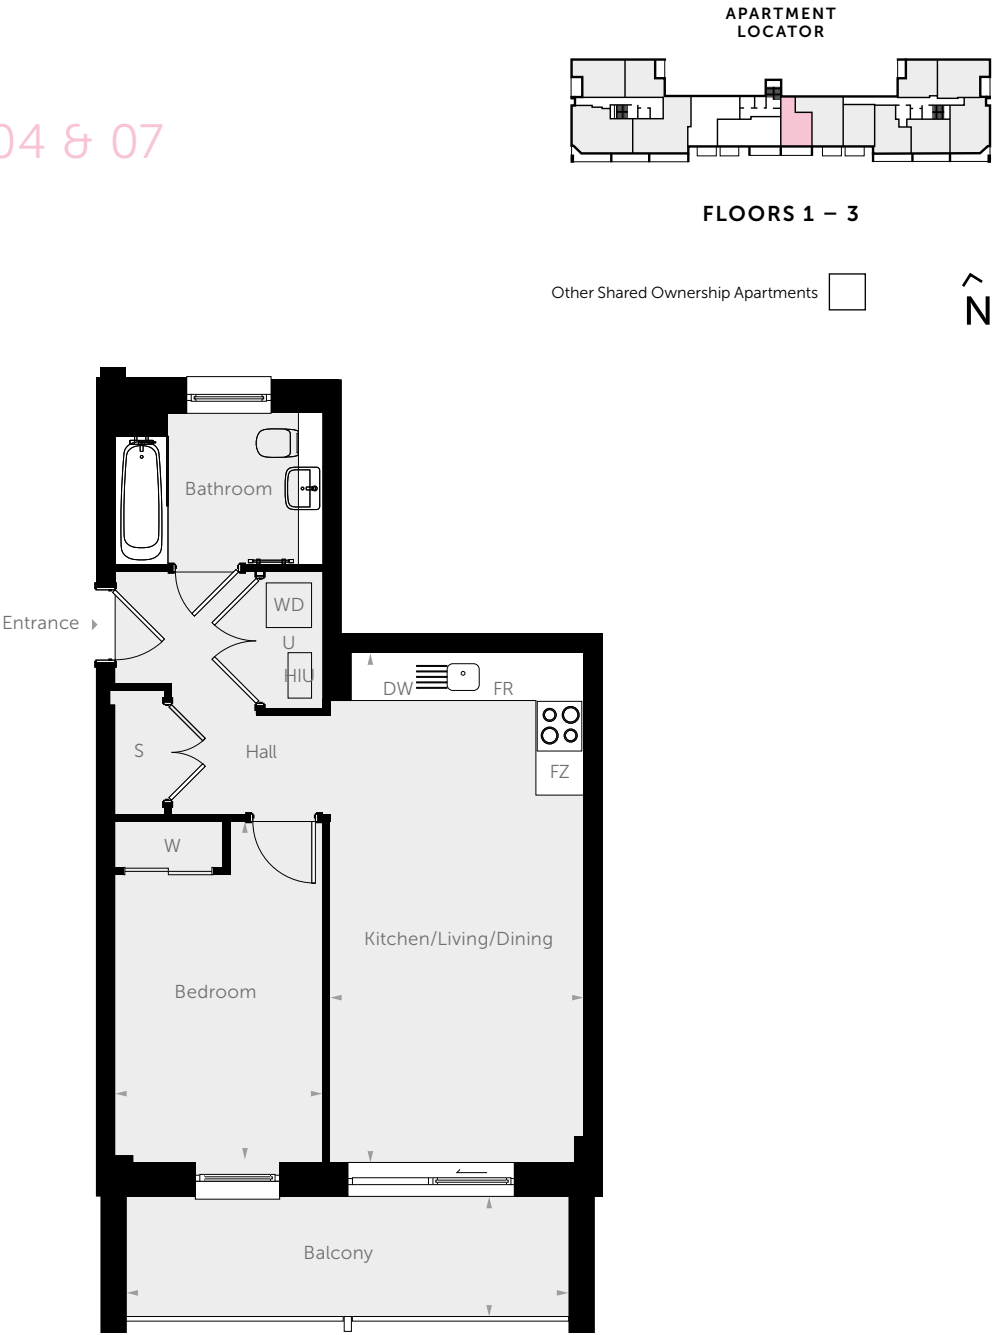 APARTMENT
LOCATOR
04 & 07
FLOORS 1 – 3
Other Shared Ownership Apartments
N
Bathroom
Entrance
WD
U
HIU
DW
FR
S
Hall
FZ
W
Kitchen/Living/Dining
Bedroom
Balcony